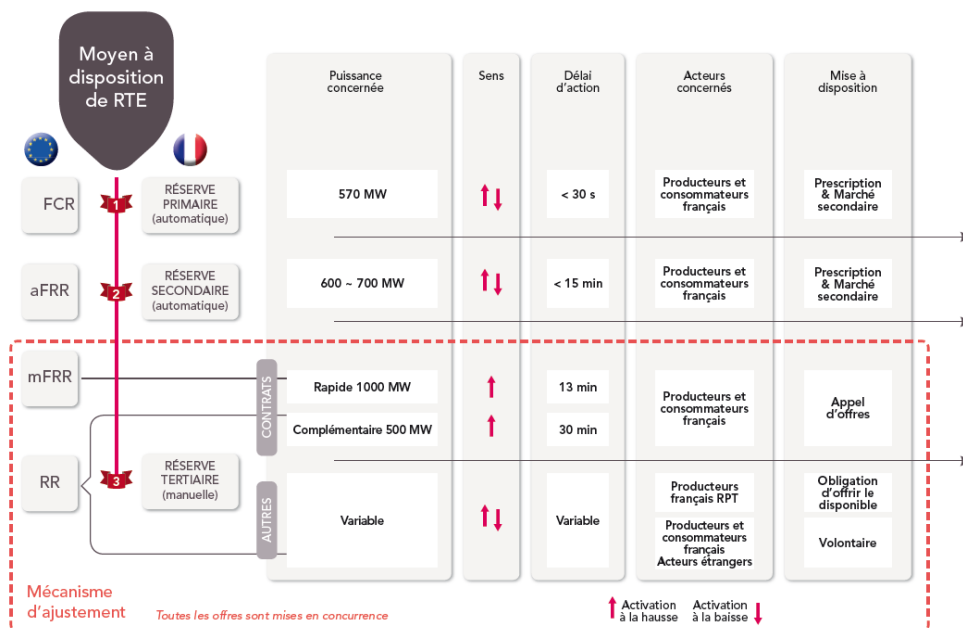 Moyen à
disposition
de RTE
Puissance
concernée
Sens
Délai
d'action
Acteurs
concernés
Mise à
disposition
FCR
1
RÉSERVE
PRIMAIRE
(automatique)
570 MW
< 30 s
Producteurs et
consommateurs
français
Prescription
& Marché
secondaire
aFRR
2
RÉSERVE
SECONDAIRE
(automatique)
600 ~ 700 MW
< 15 min
Producteurs et
consommateurs
français
Prescription
& Marché
secondaire
mFRR
CONTRATS
Rapide 1000 MW
13 min
Complémentaire 500 MW
30 min
Producteurs et
consommateurs
français
Appel
d'offres
RR
3
RÉSERVE
TERTIAIRE
(manuelle)
AUTRES
Variable
Variable
Producteurs
français RPT
Obligation
d'offrir le
disponible
Producteurs et
consommateurs
français
Acteurs étrangers
Volontaire
Mécanisme
d'ajustement
Toutes les offres sont mises en concurrence
Activation
à la hausse
Activation
à la baisse